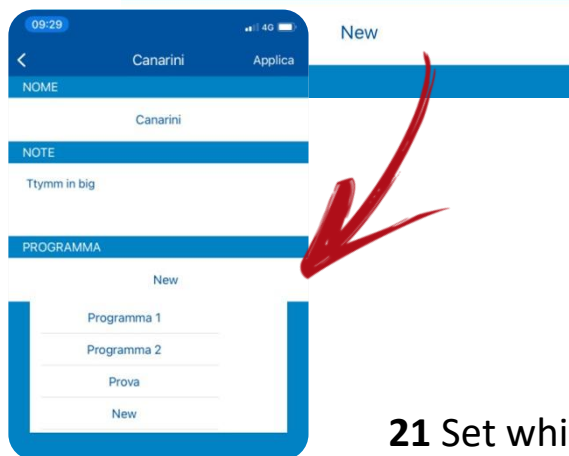 09:29
4G
New
Canarini
Applica
NOME
Canarini
NOTE
Ttymm in big
PROGRAMMA
New
Programma 1
Programma 2
Prova
New
21 Set whi